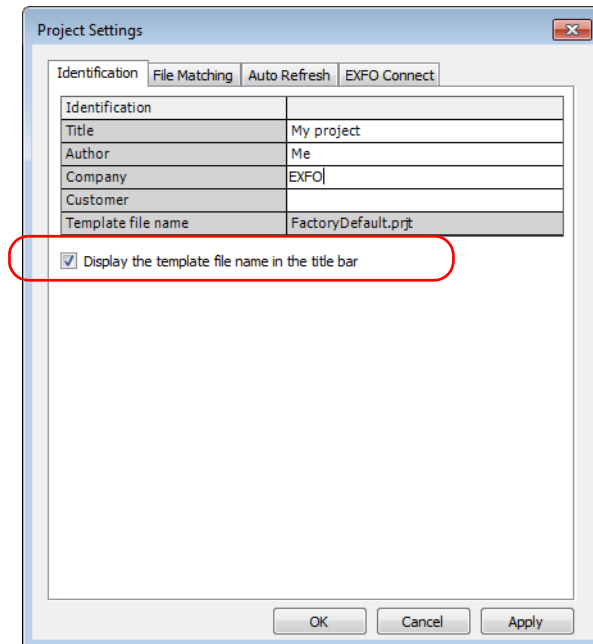 Project Settings
Identification File Matching Auto Refresh EXFO Connect
Identification
Title My project
Author Me
Company EXFO
Customer
Template file name FactoryDefault.prjt
Display the template file name in the title bar
OK Cancel Apply